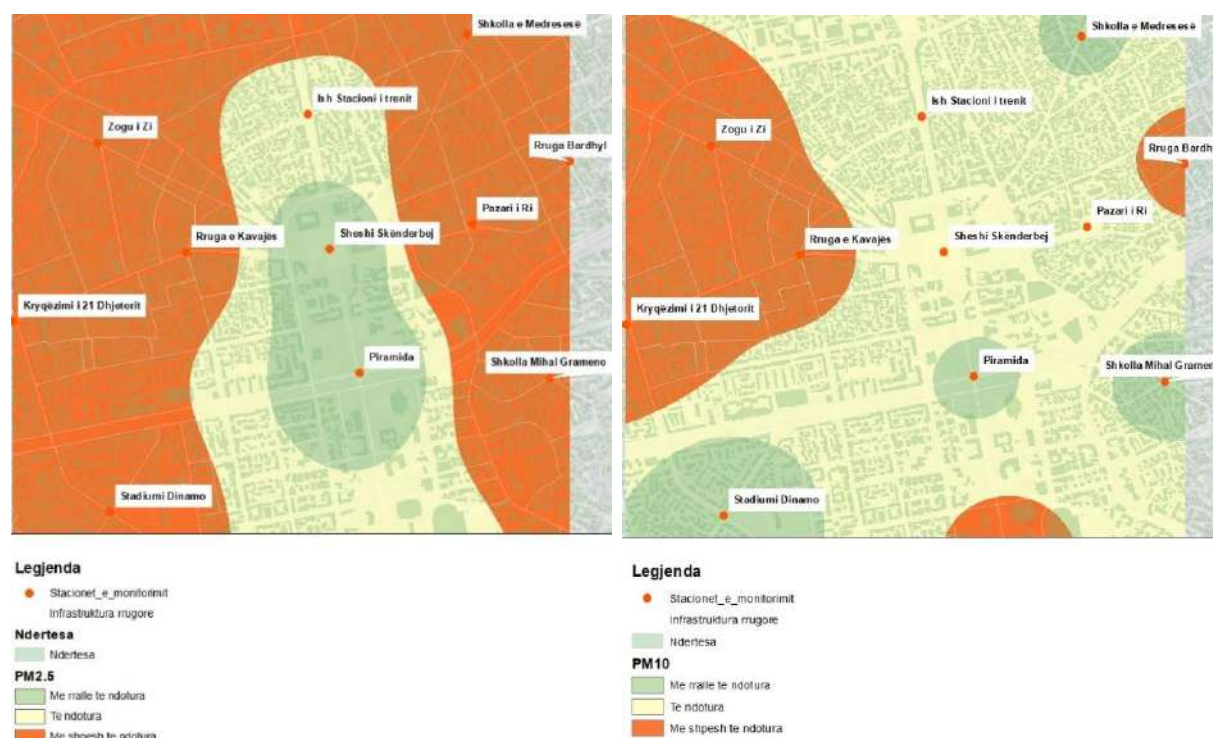 Shkolla e Medresesë
Ish Stacioni i trenit
Zogu i Zi
Rruga Bardhyl
Pazari i Ri
Rruga e Kavajës
Sheshi Skënderbej
Kryqëzimi i 21 Dhjetorit
Piramida
Shkolla Mihal Grameno
Stadiumi Dinamo
Legjenda
Stacionet_e_monitorimit
Infrastruktura rrugore
Ndertesa
Ndertesa
PM2.5
Me rralle te ndotura
Te ndotura
Me shpesh te ndotura
Shkolla e Medresesë
Ish Stacioni i trenit
Zogu i Zi
Rruga Bardh
Pazari i Ri
Rruga e Kavajës
Sheshi Skënderbej
Kryqëzimi i 21 Dhjetorit
Piramida
Shkolla Mihal Gramen
Stadiumi Dinamo
Legjenda
Stacionet_e_monitorimit
Infrastruktura rrugore
Ndertesa
PM10
Me rralle te ndotura
Te ndotura
Me shpesh te ndotura